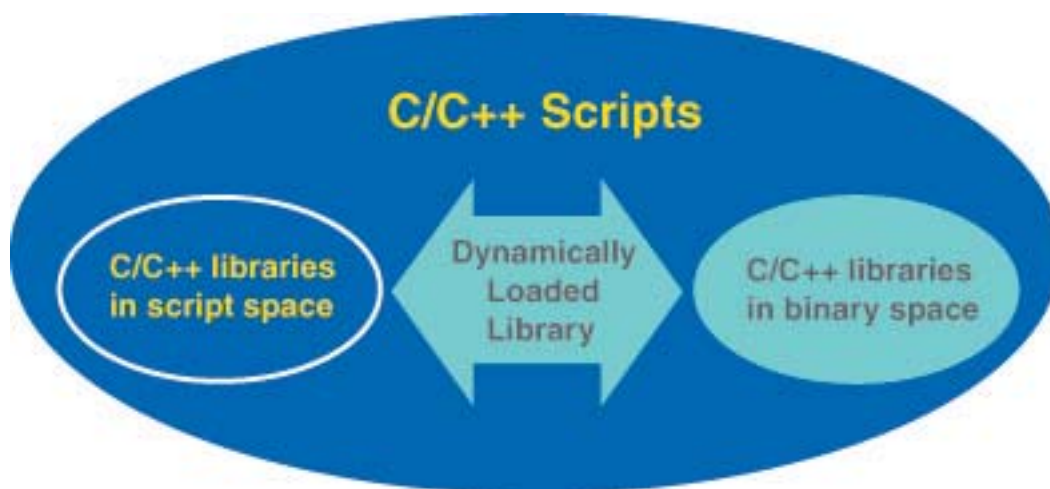 C/C++ Scripts
C/C++ libraries
in script space
Dynamically
Loaded
Library
C/C++ libraries
in binary space